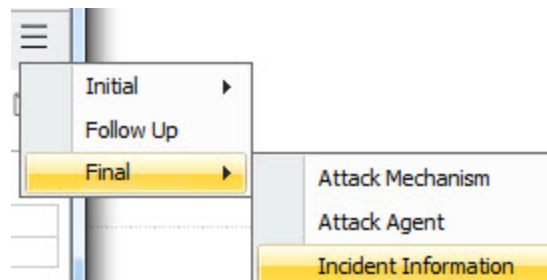 Initial
Follow Up
Final
Attack Mechanism
Attack Agent
Incident Information